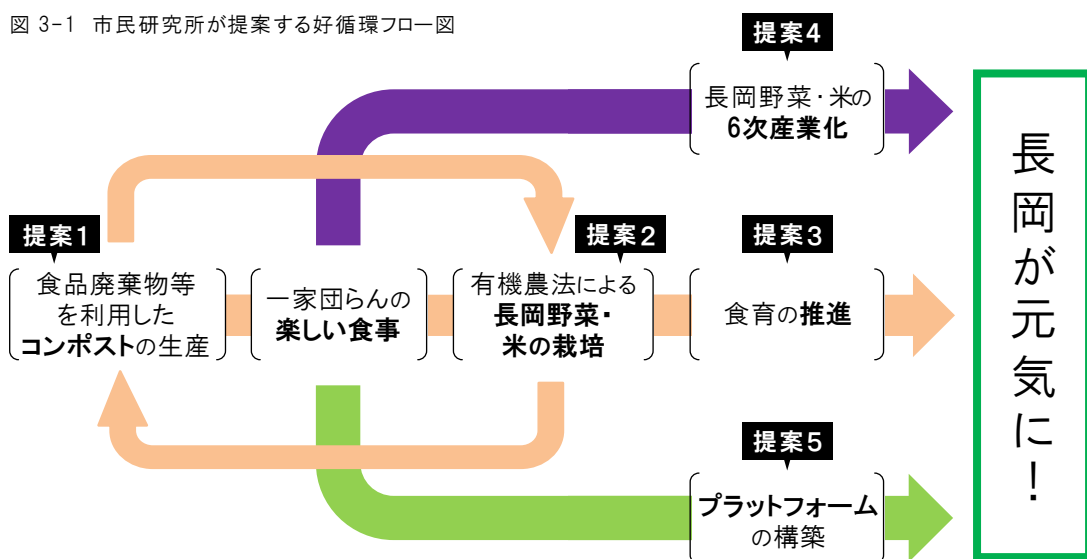 図 3-1 市民研究所が提案する好循環フロー図
提案4
長岡野菜・米の
6次産業化
提案1
食品廃棄物等
を利用した
コンポストの生産
一家団らんの
楽しい食事
提案2
有機農法による
長岡野菜・
米の栽培
提案3
食育の推進
提案5
プラットフォーム
の構築
長岡が元気に!